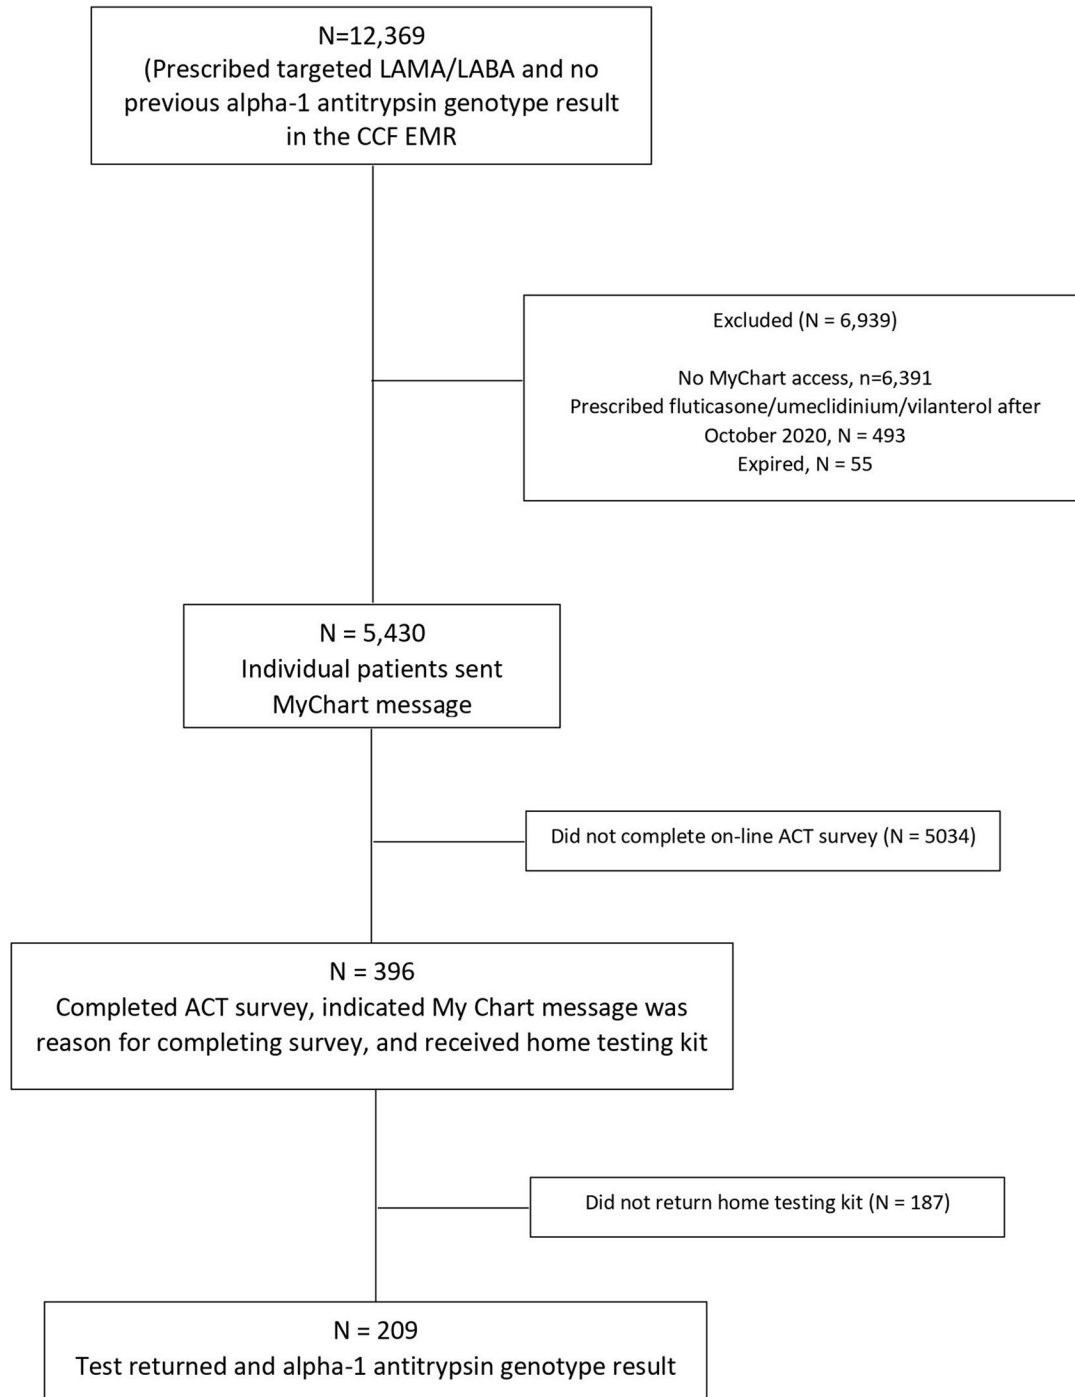 N=12,369
(Prescribed targeted LAMA/LABA and no
previous alpha-1 antitrypsin genotype result
in the CCF EMR
Excluded (N = 6,939)
No MyChart access, n=6,391
Prescribed fluticasone/umeclidinium/vilanterol after
October 2020, N = 493
Expired, N = 55
N = 5,430
Individual patients sent
MyChart message
Did not complete on-line ACT survey (N = 5034)
N = 396
Completed ACT survey, indicated My Chart message was
reason for completing survey, and received home testing kit
Did not return home testing kit (N = 187)
N = 209
Test returned and alpha-1 antitrypsin genotype result